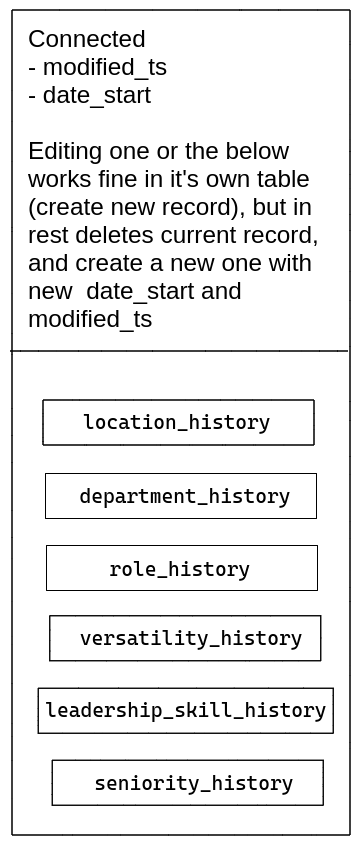 Connected
- modified_ts
- date_start
Editing one or the below
works fine in it's own table
(create new record), but in
rest deletes current record,
and create a new one with
new  date_start and
modified_ts
location_history
department_history
role_history
versatility_history
leadership_skill_history
seniority_history